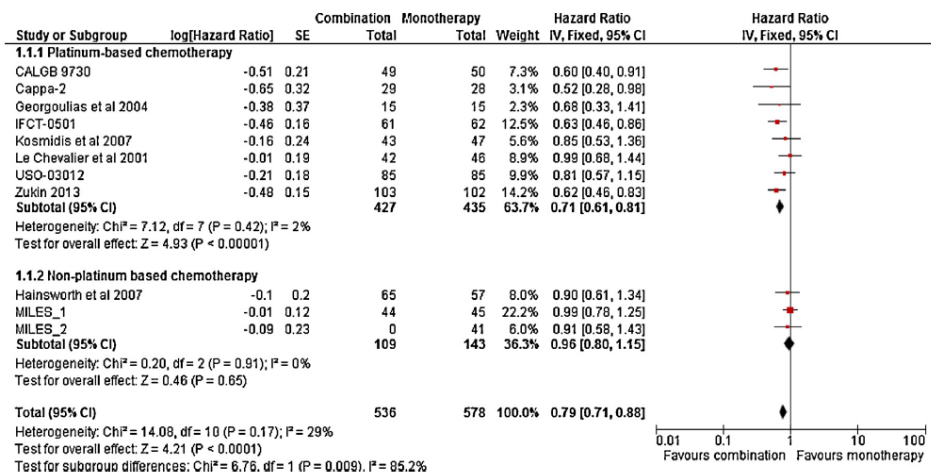 Combination Monotherapy Hazard Ratio Hazard Ratio
Study or Subgroup log[Hazard Ratio] SE Total Total Weight IV, Fixed, 95% CI IV, Fixed, 95% CI
1.1.1 Platinum-based chemotherapy
CALGB 9730 -0.51 0.21 49 50 7.3% 0.60 [0.40, 0.91]
Cappa-2 -0.65 0.32 29 28 3.1% 0.52 [0.28, 0.98]
Georgoulias et al 2004 -0.38 0.37 15 15 2.3% 0.68 [0.33, 1.41]
IFCT-0501 -0.46 0.16 61 62 12.5% 0.63 [0.46, 0.86]
Kosmidis et al 2007 -0.16 0.24 43 47 5.6% 0.85 [0.53, 1.36]
Le Chevalier et al 2001 -0.01 0.19 42 46 8.9% 0.99 [0.68, 1.44]
USO-03012 -0.21 0.18 85 85 9.9% 0.81 [0.57, 1.15]
Zukin 2013 -0.48 0.15 103 102 14.2% 0.62 [0.46, 0.83]
Subtotal (95% CI) 427 435 63.7% 0.71 [0.61, 0.81]
Heterogeneity: Chi² = 7.12, df = 7 (P = 0.42); I² = 2%
Test for overall effect: Z = 4.93 (P < 0.00001)
1.1.2 Non-platinum based chemotherapy
Hainsworth et al 2007 -0.1 0.2 65 57 8.0% 0.90 [0.61, 1.34]
MILES_1 -0.01 0.12 44 45 22.2% 0.99 [0.78, 1.25]
MILES_2 -0.09 0.23 0 41 6.0% 0.91 [0.58, 1.43]
Subtotal (95% CI) 109 143 36.3% 0.96 [0.80, 1.15]
Heterogeneity: Chi² = 0.20, df = 2 (P = 0.91); I² = 0%
Test for overall effect: Z = 0.46 (P = 0.65)
Total (95% CI) 536 578 100.0% 0.79 [0.71, 0.88]
Heterogeneity: Chi² = 14.08, df = 10 (P = 0.17); I² = 29%
Test for overall effect: Z = 4.21 (P < 0.0001)
Test for subgroup differences: Chi² = 6.76, df = 1 (P = 0.009), I² = 85.2%
0.01 0.1 1 10 100
Favours combination Favours monotherapy